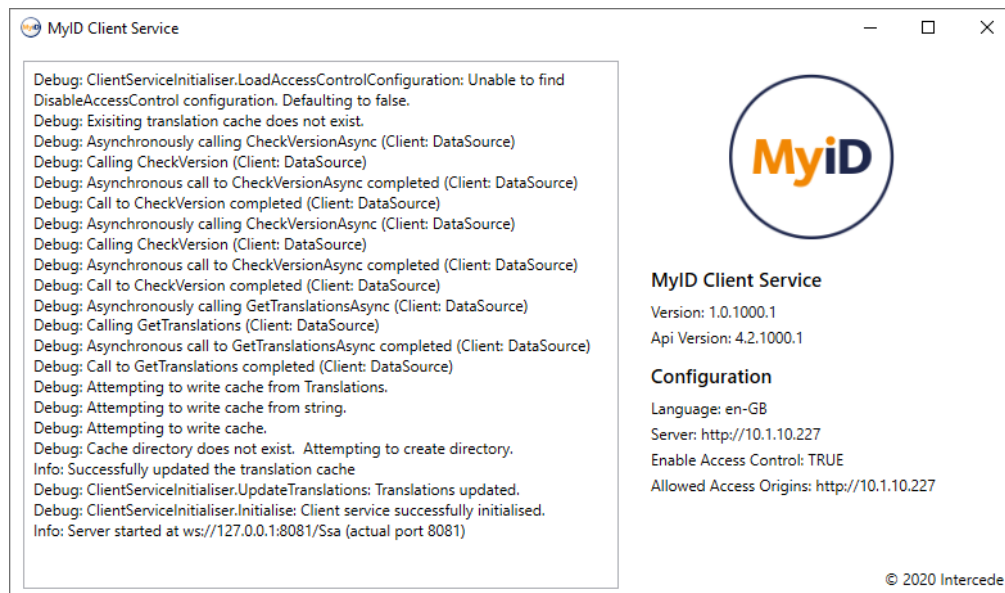 MyID Client Service
Debug: ClientServiceInitialiser.LoadAccessControlConfiguration: Unable to find
DisableAccessControl configuration. Defaulting to false.
Debug: Exisiting translation cache does not exist.
Debug: Asynchronously calling CheckVersionAsync (Client: DataSource)
Debug: Calling CheckVersion (Client: DataSource)
Debug: Asynchronous call to CheckVersionAsync completed (Client: DataSource)
Debug: Call to CheckVersion completed (Client: DataSource)
Debug: Asynchronously calling CheckVersionAsync (Client: DataSource)
Debug: Calling CheckVersion (Client: DataSource)
Debug: Asynchronous call to CheckVersionAsync completed (Client: DataSource)
Debug: Call to CheckVersion completed (Client: DataSource)
Debug: Asynchronously calling GetTranslationsAsync (Client: DataSource)
Debug: Calling GetTranslations (Client: DataSource)
Debug: Asynchronous call to GetTranslationsAsync completed (Client: DataSource)
Debug: Call to GetTranslations completed (Client: DataSource)
Debug: Attempting to write cache from Translations.
Debug: Attempting to write cache from string.
Debug: Attempting to write cache.
Debug: Cache directory does not exist.  Attempting to create directory.
Info: Successfully updated the translation cache
Debug: ClientServiceInitialiser.UpdateTranslations: Translations updated.
Debug: ClientServiceInitialiser.Initialise: Client service successfully initialised.
Info: Server started at ws://127.0.0.1:8081/Ssa (actual port 8081)
MyiD
MyID Client Service
Version: 1.0.1000.1
Api Version: 4.2.1000.1
Configuration
Language: en-GB
Server: http://10.1.10.227
Enable Access Control: TRUE
Allowed Access Origins: http://10.1.10.227
© 2020 Intercede